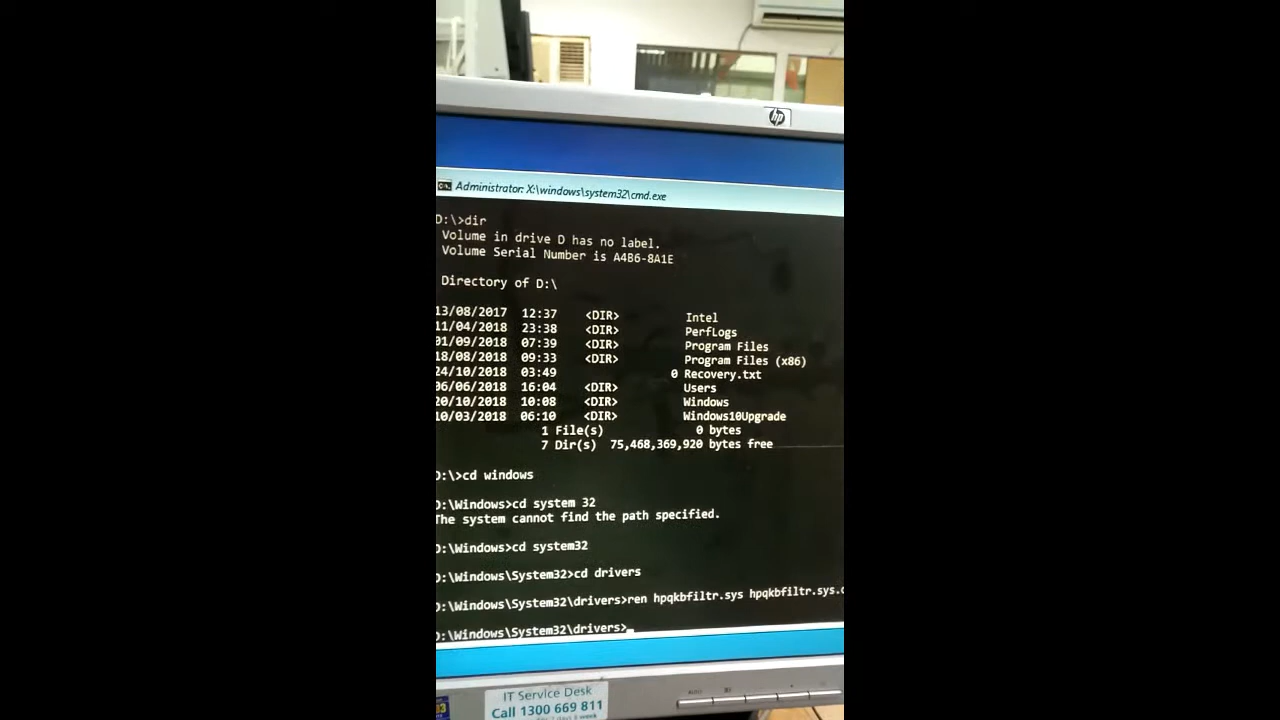 hp
Administrator: X:\windows\system32\cmd.exe
D:\>dir
Volume in drive D has no label.
Volume Serial Number is A4B6-8A1E
Directory of D:\
13/08/2017 12:37 <DIR> Intel
11/04/2018 23:38 <DIR> PerfLogs
01/09/2018 07:39 <DIR> Program Files
18/08/2018 09:33 <DIR> Program Files (x86)
24/10/2018 03:49 0 Recovery.txt
06/06/2018 16:04 <DIR> Users
20/10/2018 10:08 <DIR> Windows
10/03/2018 06:10 <DIR> Windows10Upgrade
1 File(s) 0 bytes
7 Dir(s) 75,468,369,920 bytes free
D:\>cd windows
D:\Windows>cd system 32
The system cannot find the path specified.
D:\Windows>cd system32
D:\Windows\System32>cd drivers
D:\Windows\System32\drivers>ren hpqkbfiltr.sys hpqkbfiltr.sys.
D:\Windows\System32\drivers>
IT Service Desk
Call 1300 669 811
AUTO